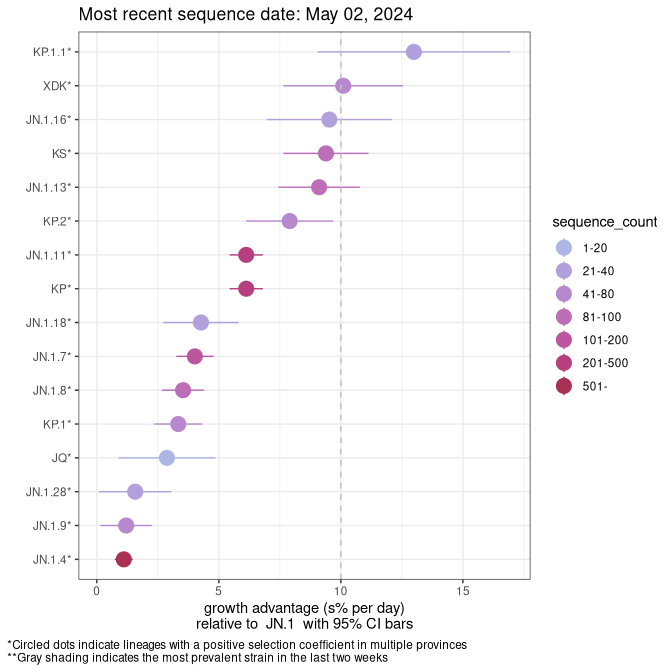 Most recent sequence date: May 02, 2024
KP.1.1*
XDK*
JN.1.16*
KS*
JN.1.13*
KP.2*
JN.1.11*
KP*
JN.1.18*
JN.1.7*
JN.1.8*
KP.1*
JQ*
JN.1.28*
JN.1.9*
JN.1.4*
0 5 10 15
growth advantage (s% per day)
relative to JN.1 with 95% CI bars
sequence_count
1-20
21-40
41-80
81-100
101-200
201-500
501-
*Circled dots indicate lineages with a positive selection coefficient in multiple provinces
**Gray shading indicates the most prevalent strain in the last two weeks